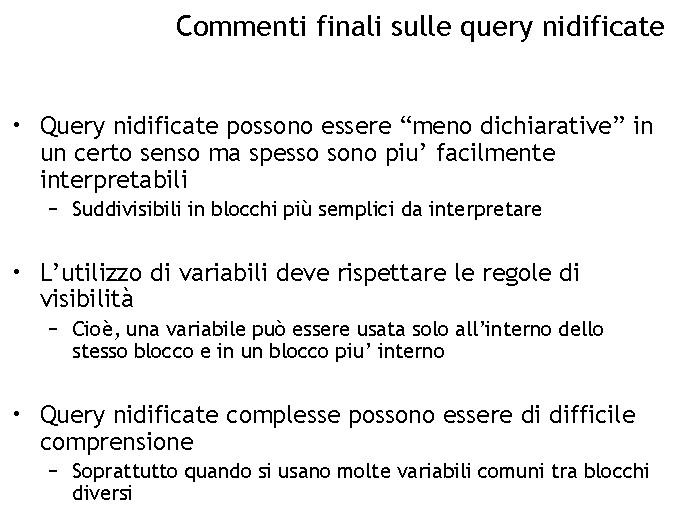 Commenti finali sulle query nidificate
• Query nidificate possono essere “meno dichiarative” in
un certo senso ma spesso sono piu’ facilmente
interpretabili
– Suddivisibili in blocchi più semplici da interpretare
• L’utilizzo di variabili deve rispettare le regole di
visibilità
– Cioè, una variabile può essere usata solo all’interno dello
stesso blocco e in un blocco piu’ interno
• Query nidificate complesse possono essere di difficile
comprensione
– Soprattutto quando si usano molte variabili comuni tra blocchi
diversi